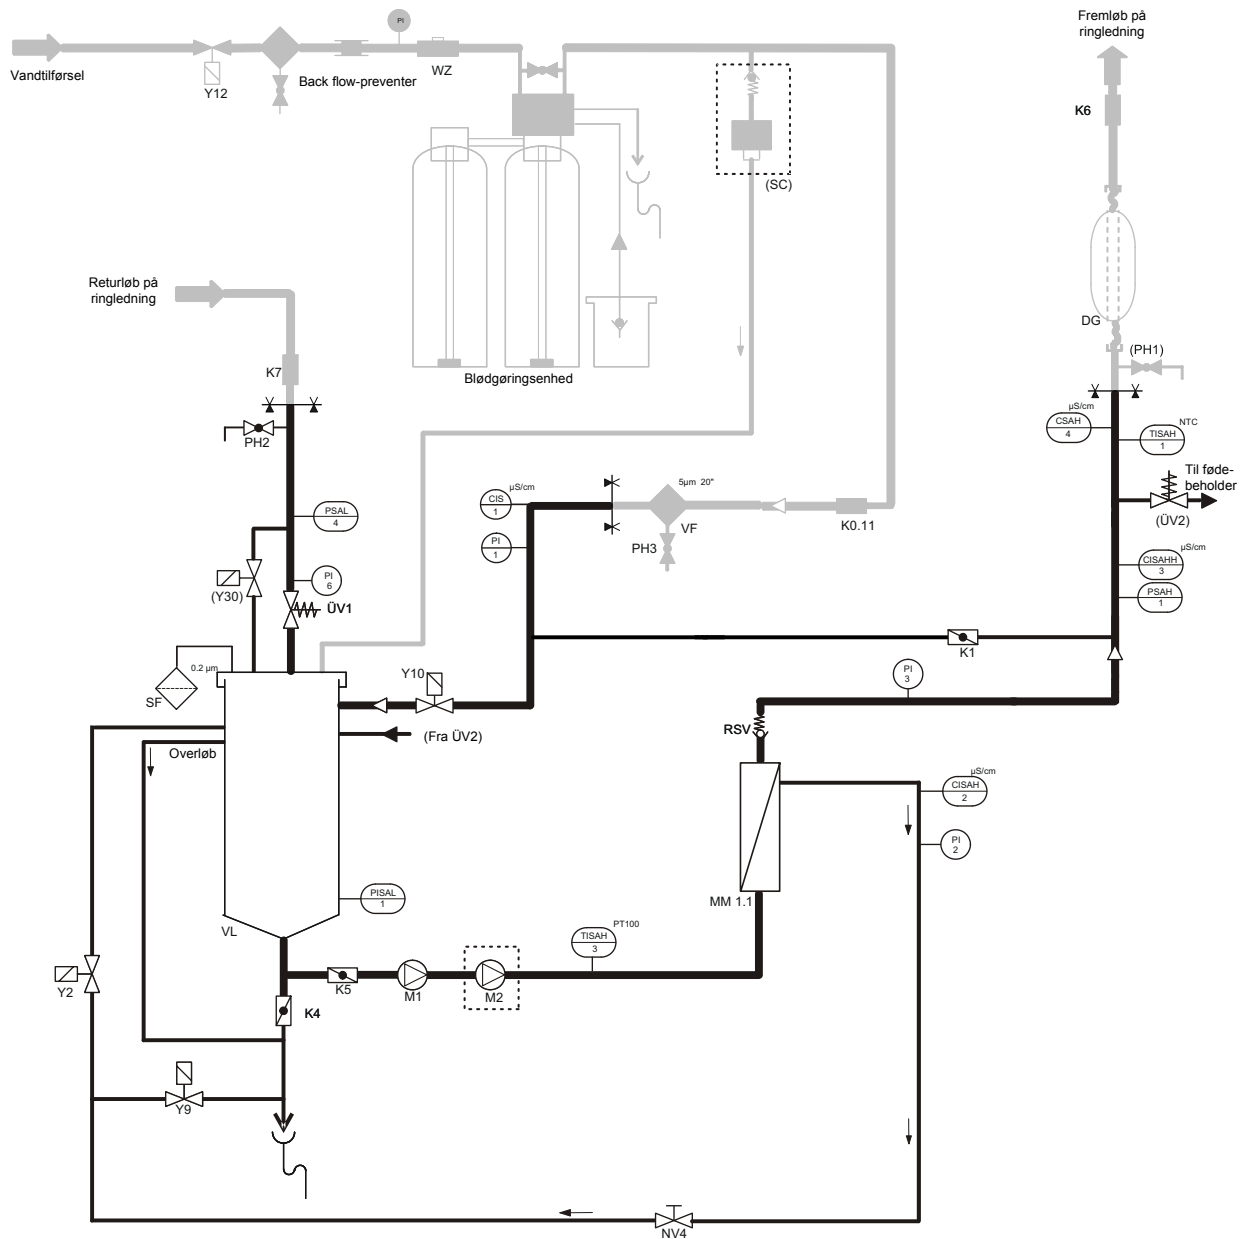 Fremløb på
ringledning
PI
Vandtilførsel
Y12
Back flow-preventer
WZ
K6
(SC)
Returløb på
ringledning
DG
(PH1)
K7
Blødgøringsenhed
PH2
µS/cm
CSAH
4
NTC
TISAH
1
Til føde-
beholder
(ÜV2)
PSAL
4
µS/cm
CIS
1
5µm 20"
VF
K0.11
PI
1
PH3
µS/cm
CISAHH
3
PSAH
1
(Y30)
PI
6
ÜV1
K1
0.2 µm
SF
Y10
PI
3
RSV
(Fra ÜV2)
Overløb
µS/cm
CISAH
2
PI
2
PISAL
1
MM 1.1
VL
TISAH
3
PT100
Y2
K5
M1
M2
K4
Y9
NV4